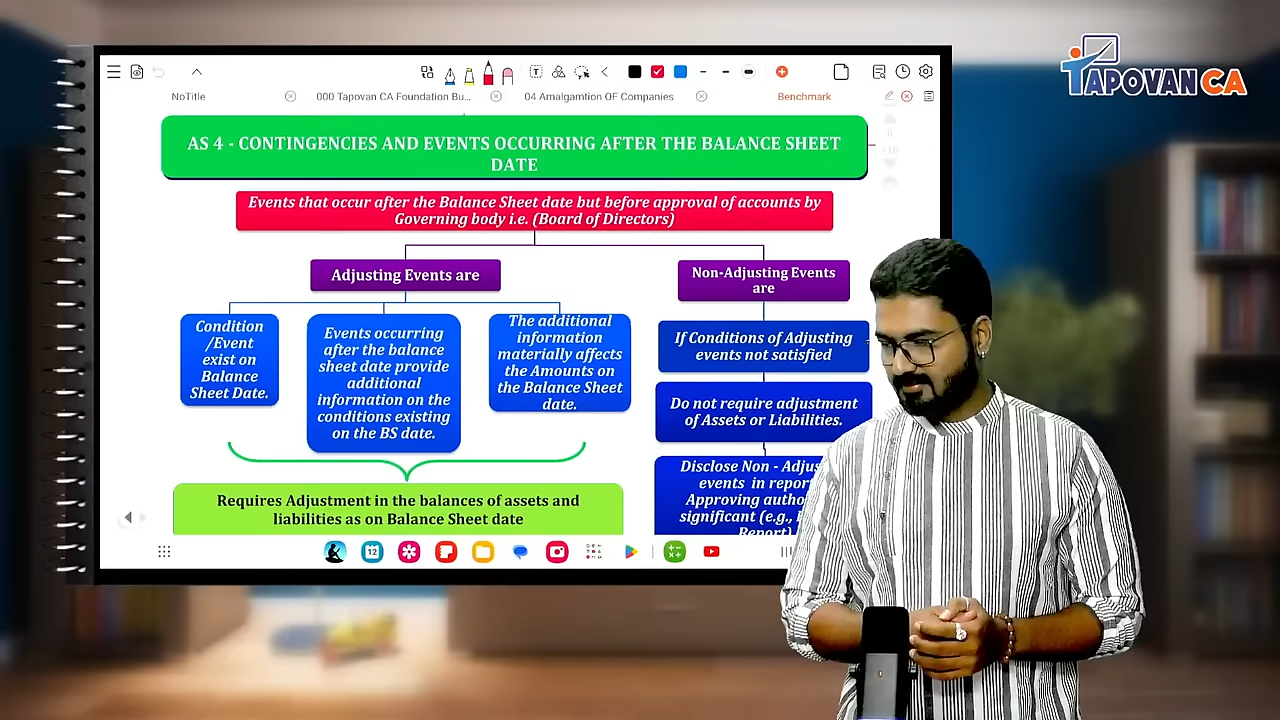 TAPOVAN CA
NoTitle
000 Tapovan CA Foundation Bu...
04 Amalgamtion OF Companies
Benchmark
AS 4 - CONTINGENCIES AND EVENTS OCCURRING AFTER THE BALANCE SHEET
DATE
Events that occur after the Balance Sheet date but before approval of accounts by
Governing body i.e. (Board of Directors)
Adjusting Events are
Non-Adjusting Events
are
Condition
/Event
exist on
Balance
Sheet Date.
Events occurring
after the balance
sheet date provide
additional
information on the
conditions existing
on the BS date.
The additional
information
materially affects
the Amounts on
the Balance Sheet
date.
If Conditions of Adjusting
events not satisfied
Do not require adjustment
of Assets or Liabilities.
Disclose Non - Adjus
events in repor
Approving autho
significant (e.g.,
Report)
Requires Adjustment in the balances of assets and
liabilities as on Balance Sheet date
12